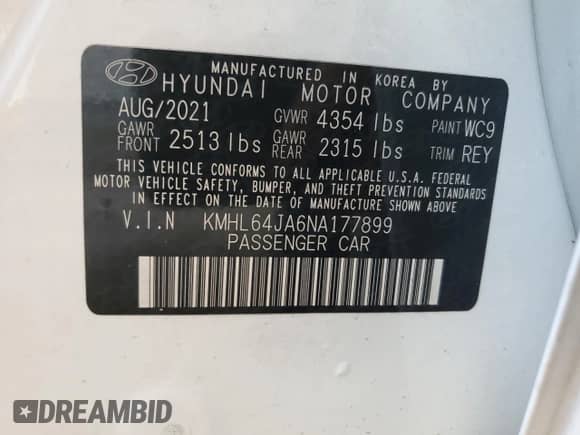 MANUFACTURED IN KOREA BY
HYUNDAI MOTOR COMPANY
AUG/2021 GVWR 4354 lbs PAINT WC9
GAWR FRONT 2513 lbs GAWR REAR 2315 lbs TRIM REY
THIS VEHICLE CONFORMS TO ALL APPLICABLE U.S.A. FEDERAL
MOTOR VEHICLE SAFETY, BUMPER, AND THEFT PREVENTION STANDARDS
IN EFFECT ON THE DATE OF MANUFACTURE SHOWN ABOVE.
V.I.N KMHL64JA6NA177899
PASSENGER CAR
DREAMBID